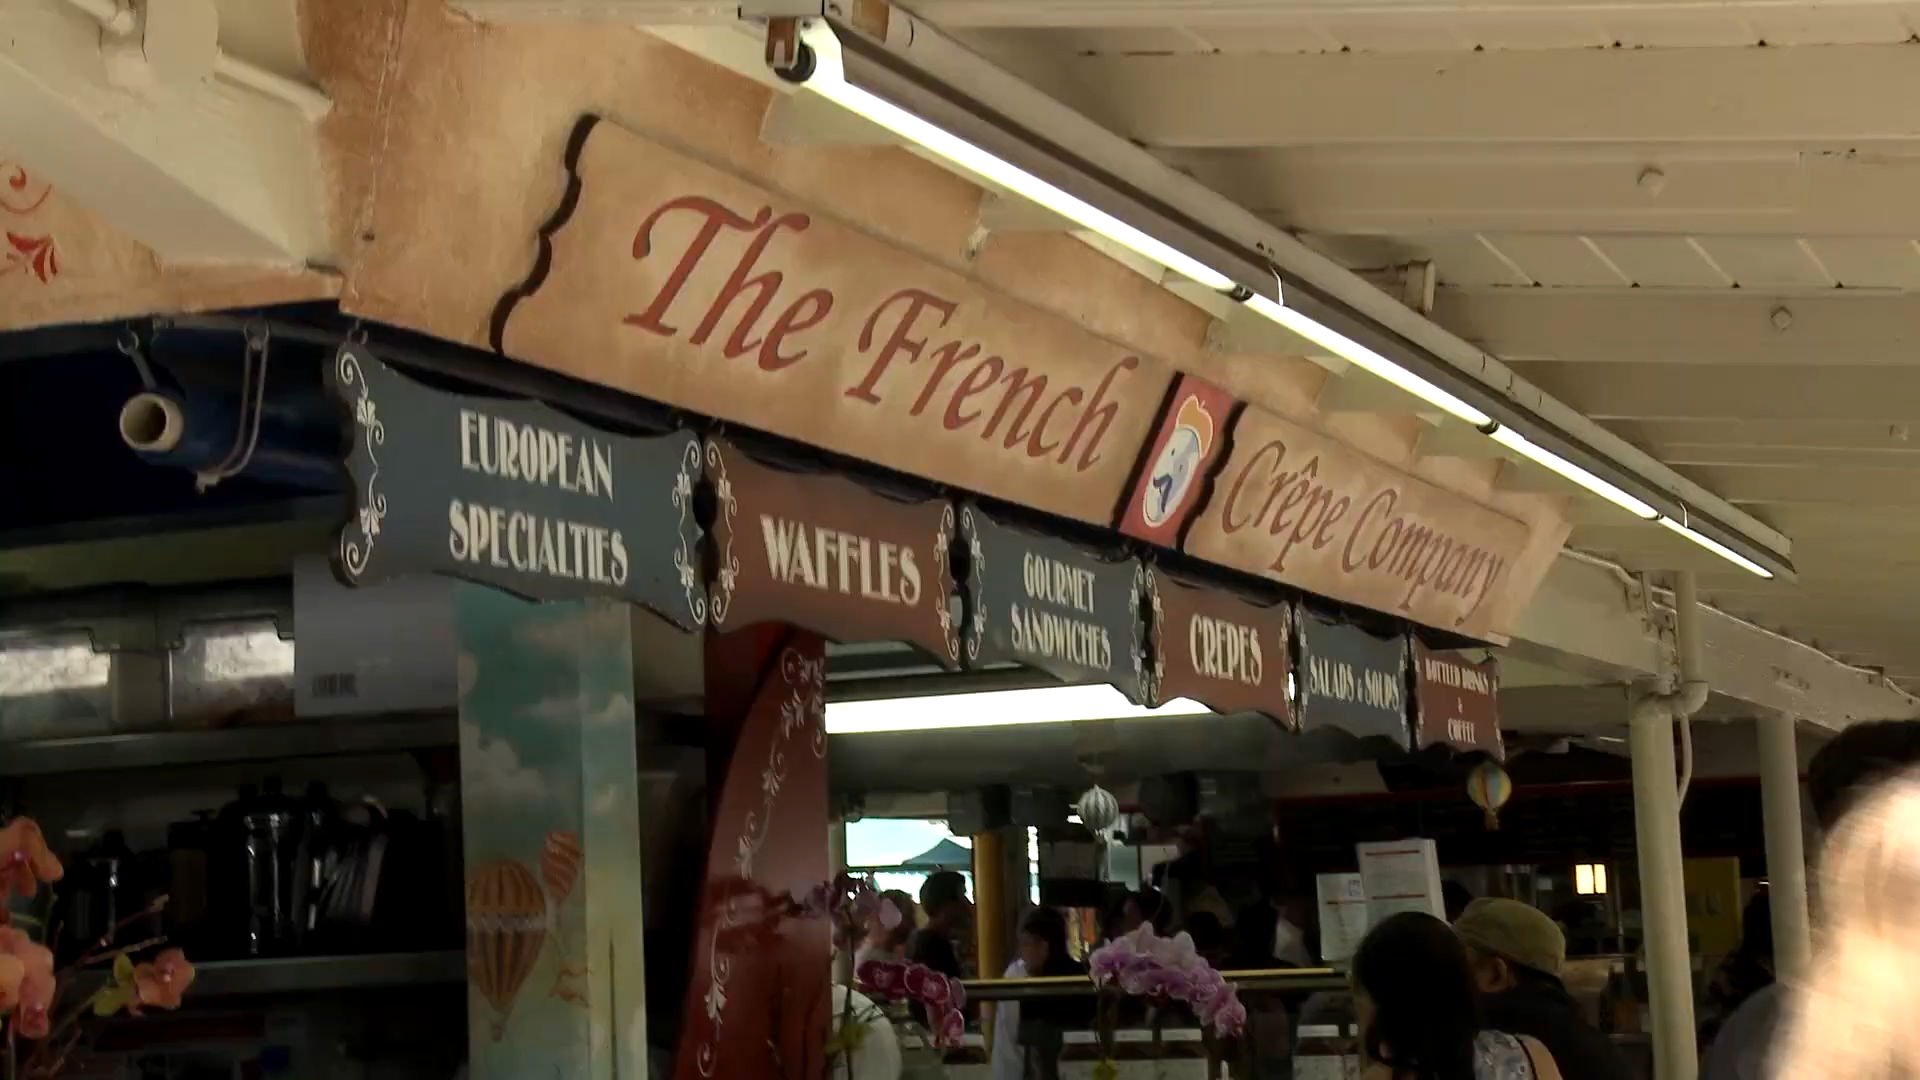 The French
Crêpe Company
EUROPEAN
SPECIALTIES
WAFFLES
GOURMET
SANDWICHES
CREPES
SALADS & SOUPS
BOTTLED DRINKS
&
COFFEE